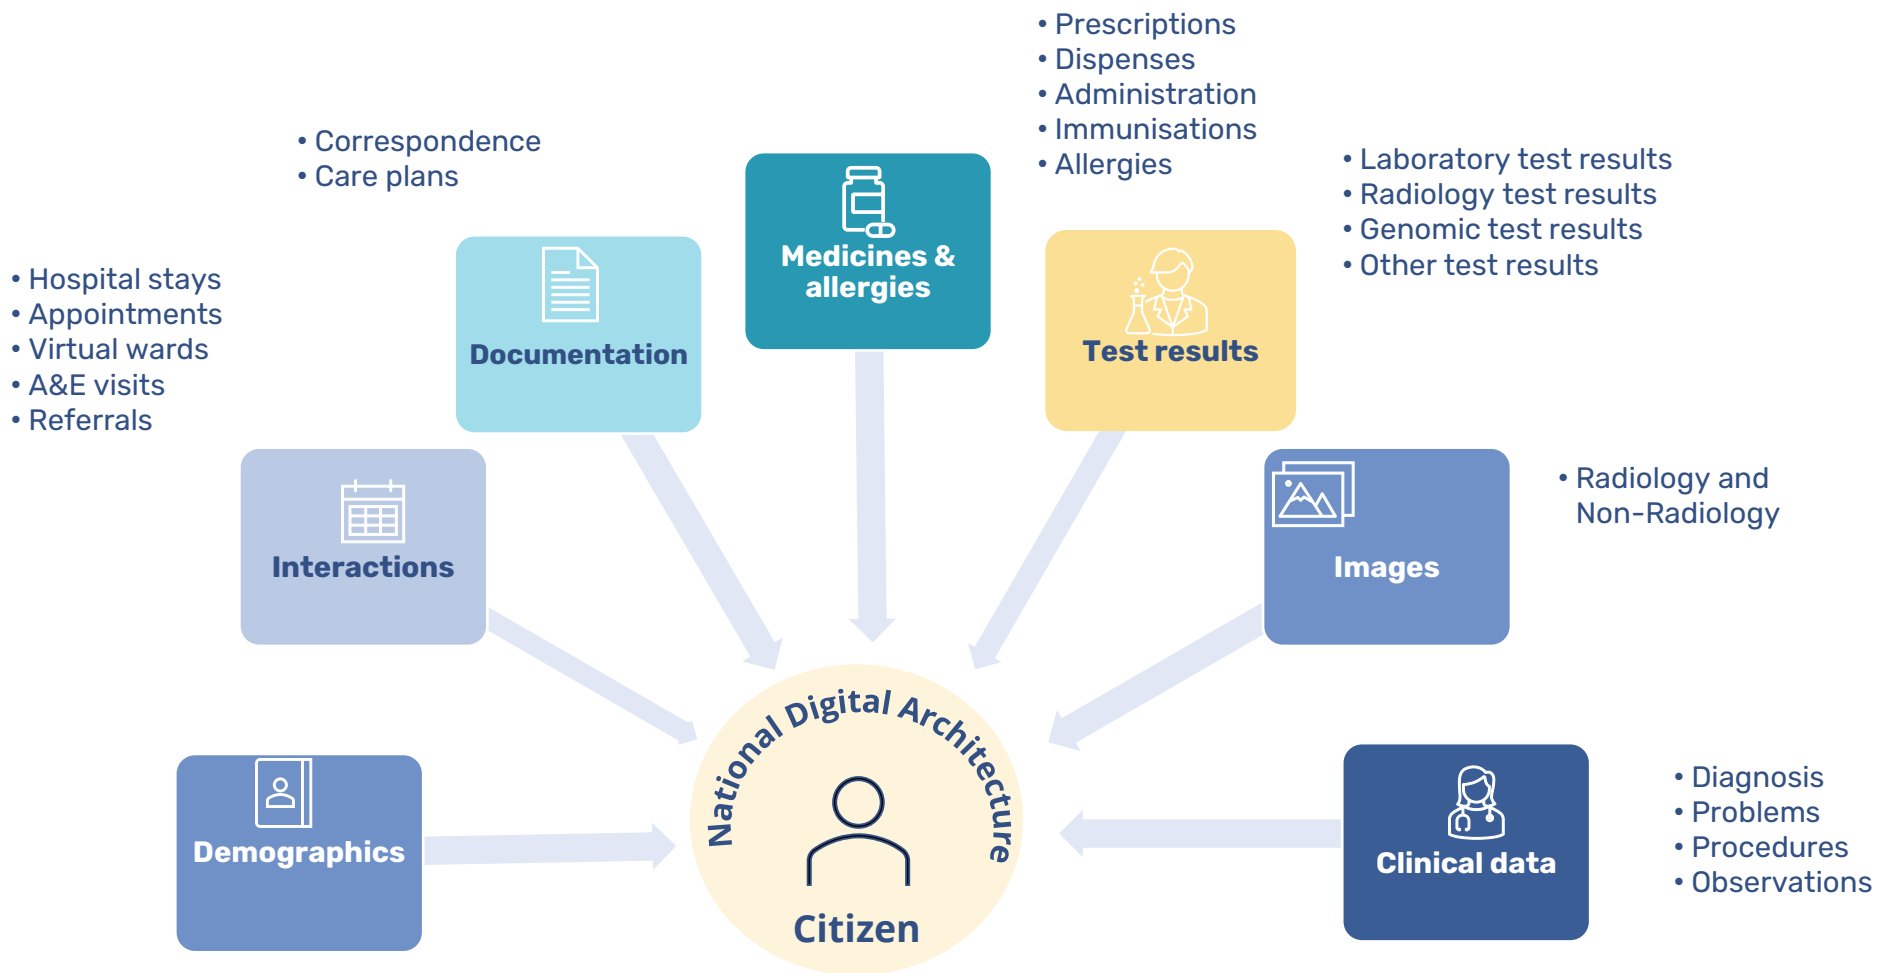 • Prescriptions
• Dispenses
• Administration
• Immunisations
• Allergies
• Correspondence
• Care plans
• Laboratory test results
• Radiology test results
• Genomic test results
• Other test results
Medicines &
allergies
• Hospital stays
• Appointments
• Virtual wards
• A&E visits
• Referrals
Documentation
Test results
• Radiology and
Non-Radiology
Interactions
Images
National Digital Architecture
Citizen
Demographics
Clinical data
• Diagnosis
• Problems
• Procedures
• Observations